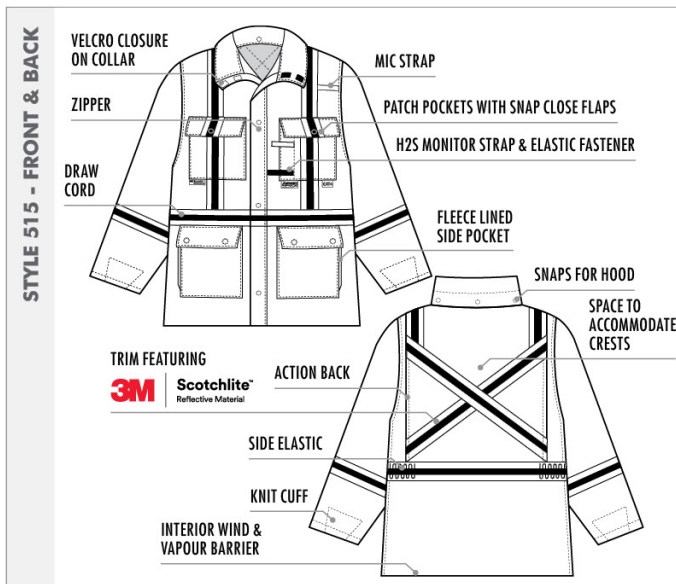 STYLE 515 - FRONT & BACK
VELCRO CLOSURE
ON COLLAR
MIC STRAP
ZIPPER
PATCH POCKETS WITH SNAP CLOSE FLAPS
H2S MONITOR STRAP & ELASTIC FASTENER
DRAW
CORD
FLEECE LINED
SIDE POCKET
SNAPS FOR HOOD
SPACE TO
ACCOMMODATE
CRESTS
TRIM FEATURING
3M
Scotchlite™
Reflective Material
ACTION BACK
SIDE ELASTIC
KNIT CUFF
INTERIOR WIND &
VAPOUR BARRIER